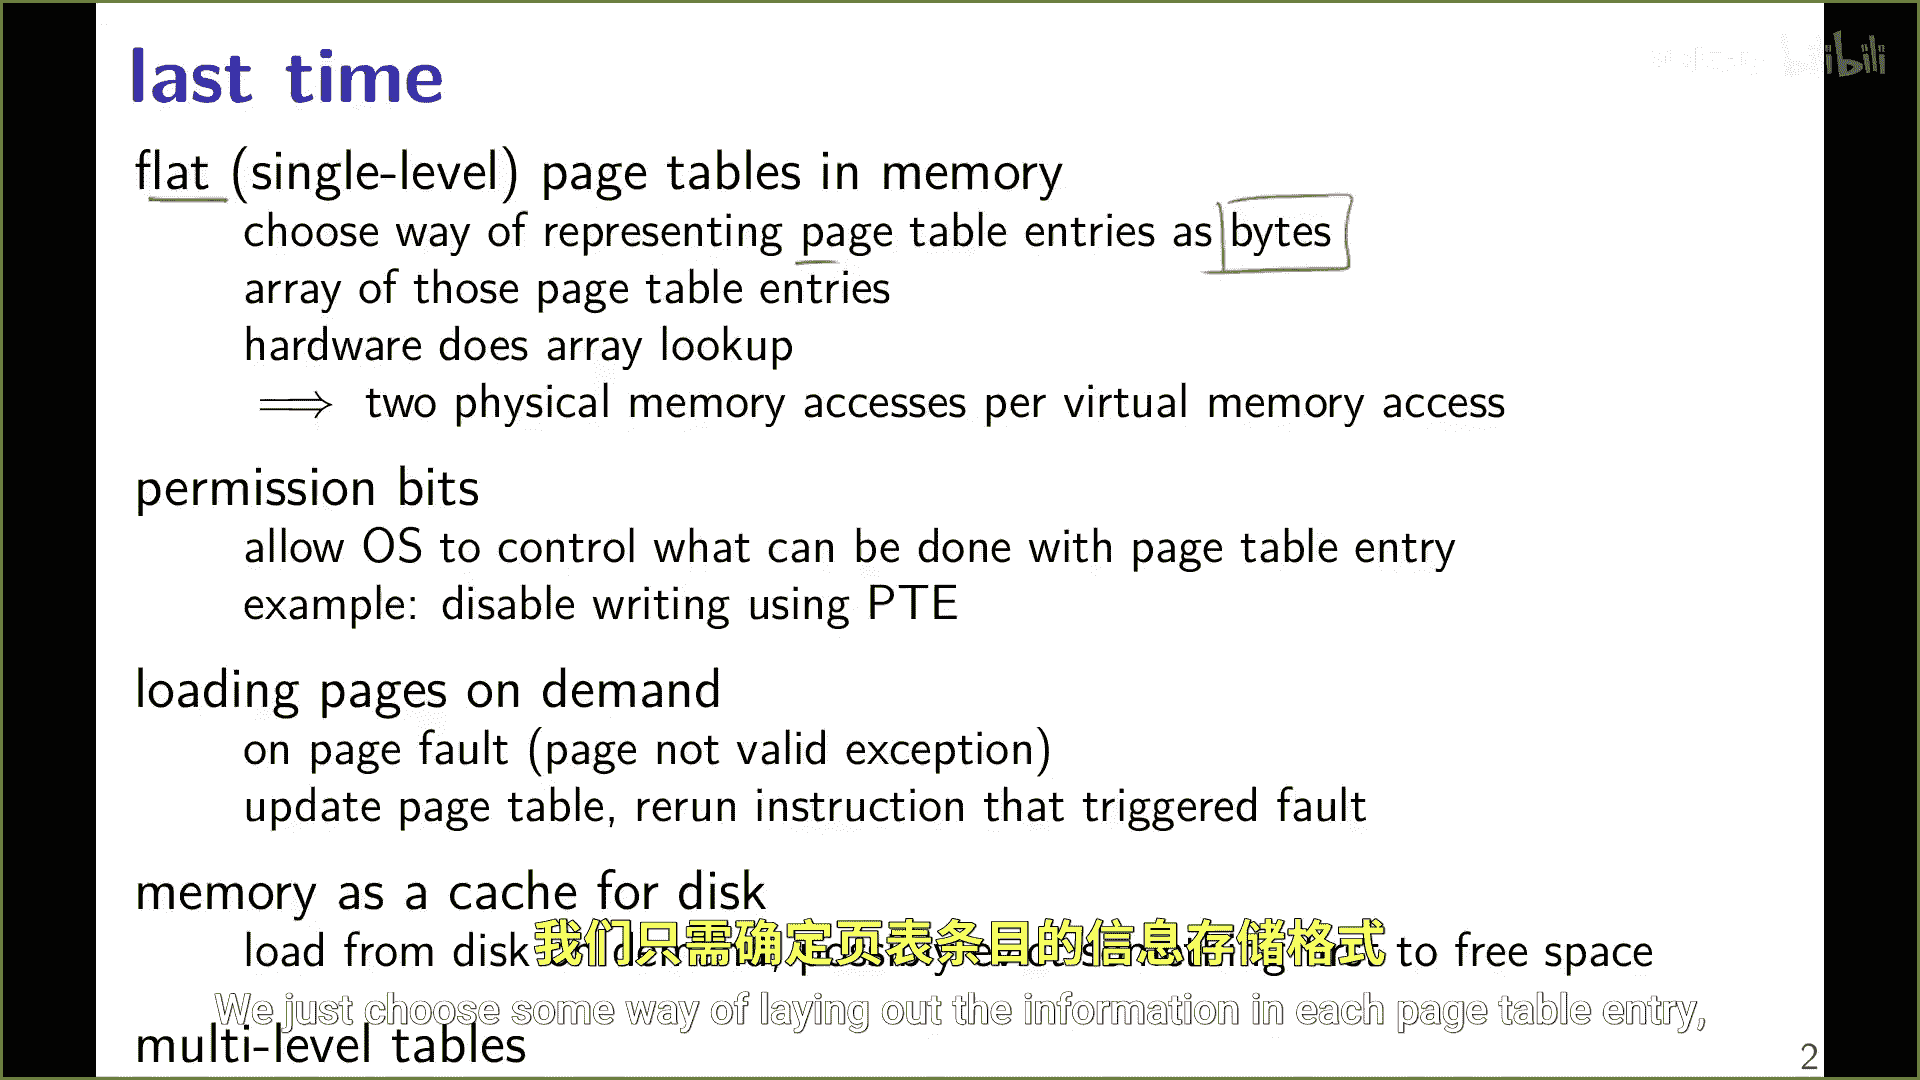 last time
bilibili
flat (single-level) page tables in memory
choose way of representing page table entries as bytes
array of those page table entries
hardware does array lookup
⟹ two physical memory accesses per virtual memory access
permission bits
allow OS to control what can be done with page table entry
example: disable writing using PTE
loading pages on demand
on page fault (page not valid exception)
update page table, rerun instruction that triggered fault
memory as a cache for disk
load from disk on demand, possibly evict something to free space
我们只需确定页表条目的信息存储格式
We just choose some way of laying out the information in each page table entry,
multi-level tables
2